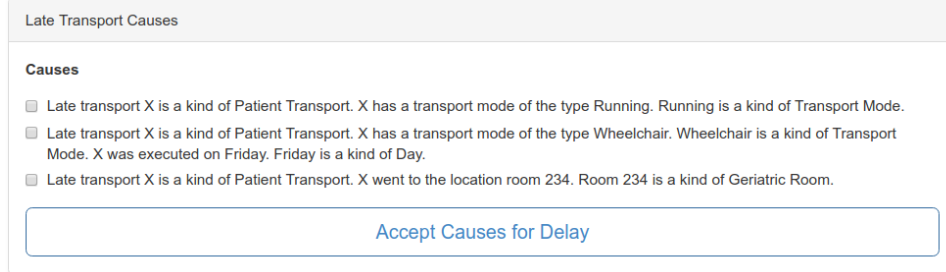 Late Transport Causes
Causes
Late transport X is a kind of Patient Transport. X has a transport mode of the type Running. Running is a kind of Transport Mode.
Late transport X is a kind of Patient Transport. X has a transport mode of the type Wheelchair. Wheelchair is a kind of Transport
Mode. X was executed on Friday. Friday is a kind of Day.
Late transport X is a kind of Patient Transport. X went to the location room 234. Room 234 is a kind of Geriatric Room.
Accept Causes for Delay